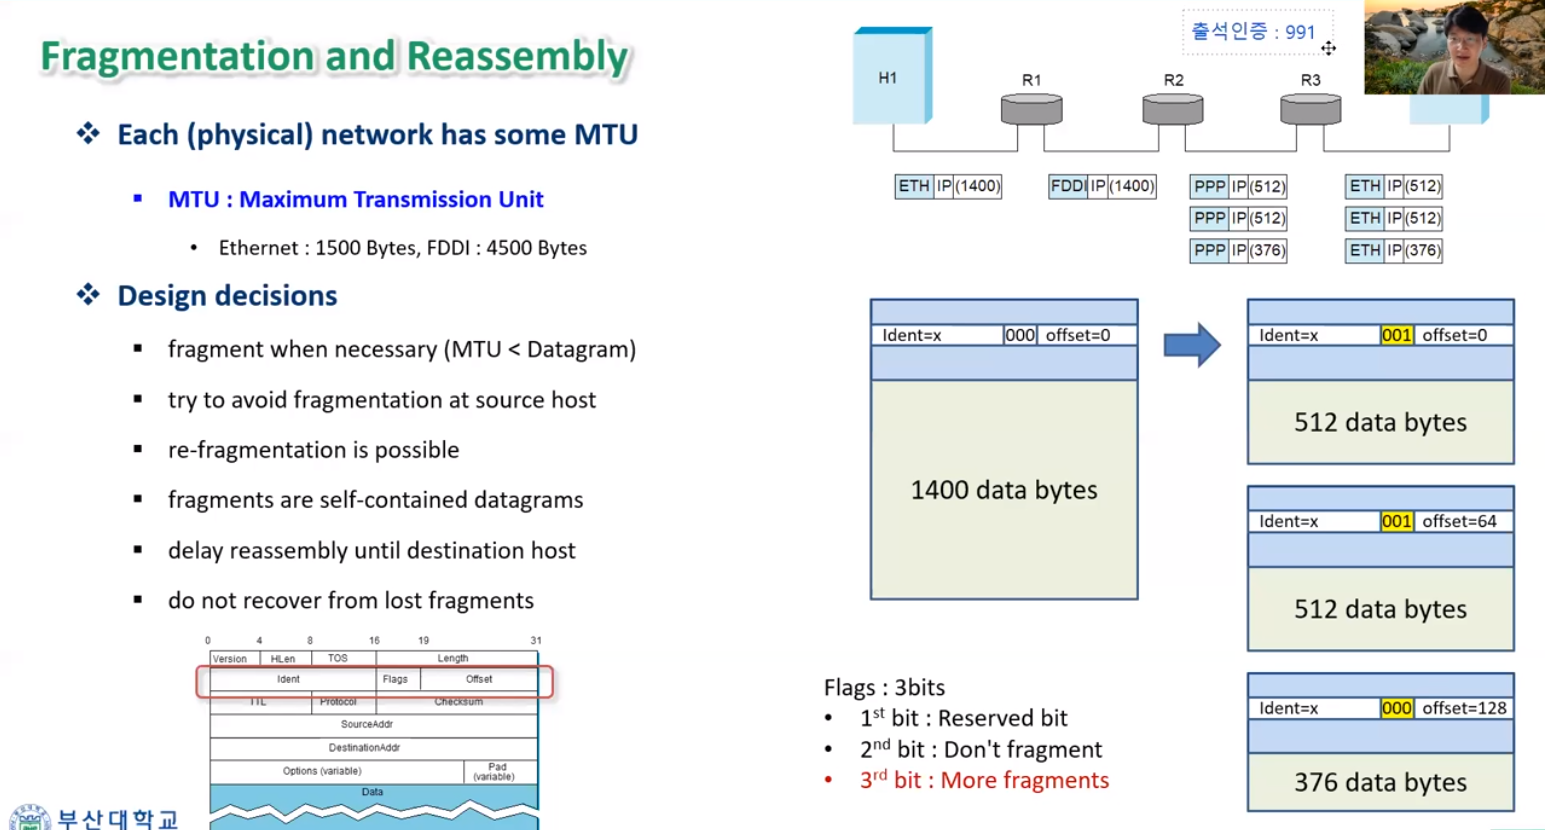 Fragmentation and Reassembly
❖ Each (physical) network has some MTU
▪ MTU : Maximum Transmission Unit
• Ethernet : 1500 Bytes, FDDI : 4500 Bytes
❖ Design decisions
▪ fragment when necessary (MTU < Datagram)
▪ try to avoid fragmentation at source host
▪ re-fragmentation is possible
▪ fragments are self-contained datagrams
▪ delay reassembly until destination host
▪ do not recover from lost fragments
0 4 8 16 19 31
Version HLen TOS Length
Ident Flags Offset
TTL Protocol Checksum
SourceAddr
DestinationAddr
Options (variable) Pad
(variable)
Data
부산대학교
출석인증 : 991
H1 R1 R2 R3
ETH IP (1400) FDDI IP (1400) PPP IP (512) ETH IP (512)
PPP IP (512) ETH IP (512)
PPP IP (376) ETH IP (376)
Ident=x 000 offset=0
1400 data bytes
Ident=x 001 offset=0
512 data bytes
Ident=x 001 offset=64
512 data bytes
Ident=x 000 offset=128
376 data bytes
Flags : 3bits
• 1st bit : Reserved bit
• 2nd bit : Don't fragment
• 3rd bit : More fragments